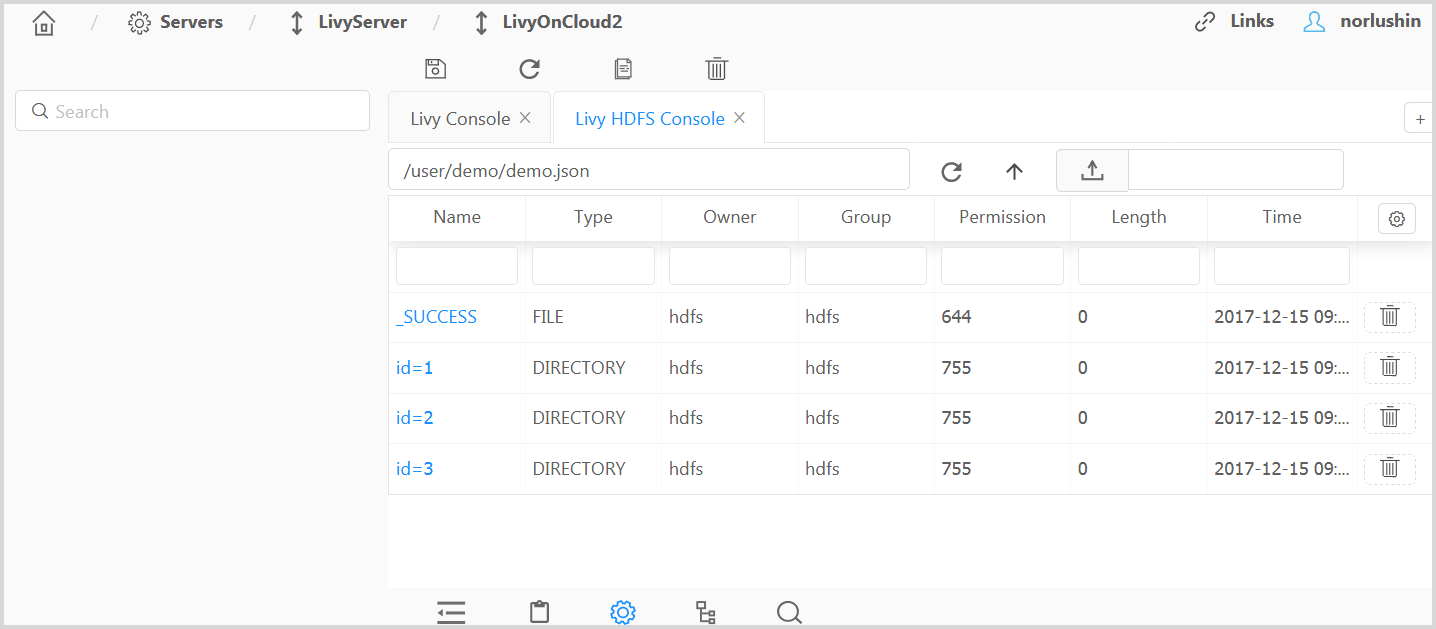 / Servers / LivyServer / LivyOnCloud2 Links norlushin
Search
Livy Console × Livy HDFS Console × +
/user/demo/demo.json
Name Type Owner Group Permission Length Time
_SUCCESS FILE hdfs hdfs 644 0 2017-12-15 09:...
id=1 DIRECTORY hdfs hdfs 755 0 2017-12-15 09:...
id=2 DIRECTORY hdfs hdfs 755 0 2017-12-15 09:...
id=3 DIRECTORY hdfs hdfs 755 0 2017-12-15 09:...